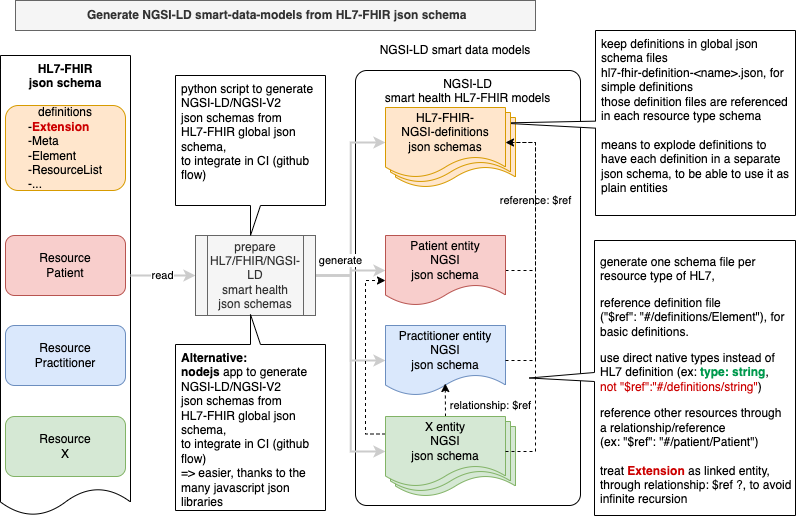 Generate NGSI-LD smart-data-models from HL7-FHIR json schema
HL7-FHIR
json schema
definitions
-Extension
-Meta
-Element
-ResourceList
-...
Resource
Patient
Resource
Practitioner
Resource
X
read
python script to generate
NGSI-LD/NGSI-V2
json schemas from
HL7-FHIR global json
schema,
to integrate in CI (github
flow)
prepare
HL7/FHIR/NGSI-
LD
smart health
json schemas
Alternative:
nodejs app to generate
NGSI-LD/NGSI-V2
json schemas from
HL7-FHIR global json
schema,
to integrate in CI (github
flow)
=> easier, thanks to the
many javascript json
libraries
generate
NGSI-LD smart data models
NGSI-LD
smart health HL7-FHIR models
HL7-FHIR-
NGSI-definitions
json schemas
reference: $ref
Patient entity
NGSI
json schema
Practitioner entity
NGSI
json schema
relationship: $ref
X entity
NGSI
json schema
keep definitions in global json
schema files
hl7-fhir-definition-<name>.json, for
simple definitions
those definition files are referenced
in each resource type schema
means to explode definitions to
have each definition in a separate
json schema, to be able to use it as
plain entities
generate one schema file per
resource type of HL7,
reference definition file
("$ref": "#/definitions/Element"), for
basic definitions.
use direct native types instead of
HL7 definition (ex: type: string,
not "$ref":"#/definitions/string")
reference other resources through
a relationship/reference
(ex: "$ref": "#/patient/Patient")
treat Extension as linked entity,
through relationship: $ref ?, to avoid
infinite recursion